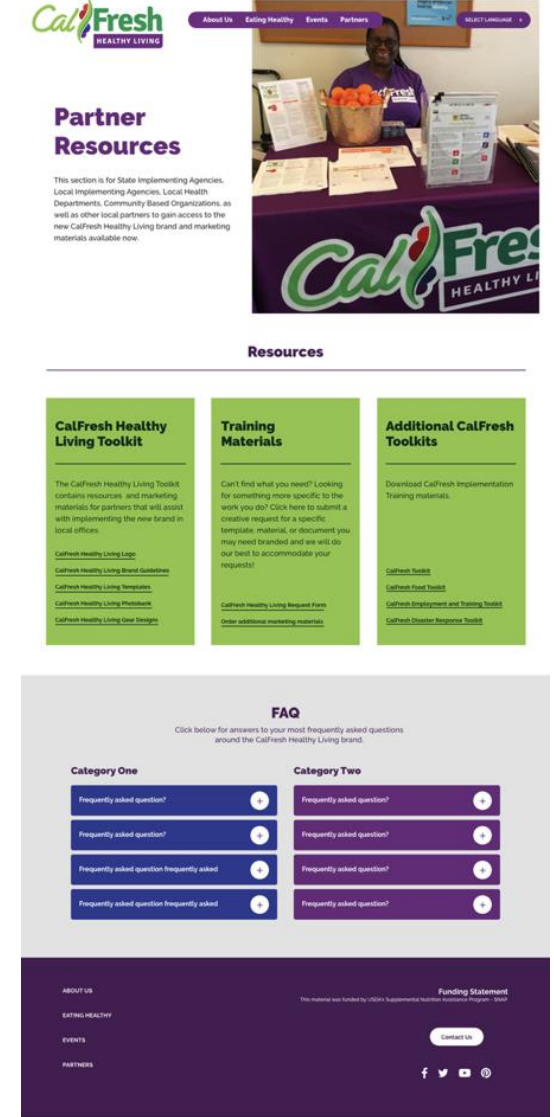 CalFresh
HEALTHY LIVING
About Us Eating Healthy Events Partners
SELECT LANGUAGE
Partner
Resources
This section is for State Implementing Agencies,
Local Implementing Agencies, Local Health
Departments, Community Based Organizations, as
well as other local partners to gain access to the
new CalFresh Healthy Living brand and marketing
materials available now.
CalFres
HEALTHY LI
Resources
CalFresh Healthy
Living Toolkit
The CalFresh Healthy Living Toolkit
contains resources and marketing
materials for partners that will assist
with implementing the new brand in
local offices.
CalFresh Healthy Living Logo
CalFresh Healthy Living Brand Guidelines
CalFresh Healthy Living Templates
CalFresh Healthy Living Photobank
CalFresh Healthy Living Gear Designs
Training
Materials
Can't find what you need? Looking
for something more specific to the
work you do? Click here to submit a
creative request for a specific
template, material, or document you
may need branded and we will do
our best to accommodate your
requests!
CalFresh Healthy Living Request Form
Order additional marketing materials
Additional CalFresh
Toolkits
Download CalFresh Implementation
Training materials.
CalFresh Toolkit
CalFresh Food Toolkit
CalFresh Employment and Training Toolkit
CalFresh Disaster Response Toolkit
FAQ
Click below for answers to your most frequently asked questions
around the CalFresh Healthy Living brand.
Category One
Frequently asked question?
Frequently asked question?
Frequently asked question frequently asked
Frequently asked question frequently asked
Category Two
Frequently asked question?
Frequently asked question?
Frequently asked question?
Frequently asked question?
ABOUT US
EATING HEALTHY
EVENTS
PARTNERS
Funding Statement
This material was funded by USDA's Supplemental Nutrition Assistance Program - SNAP
Contact Us